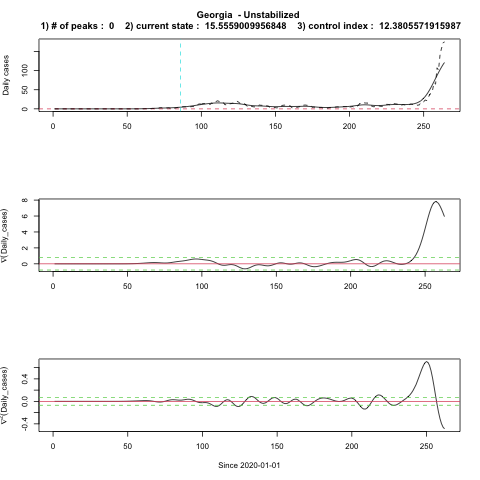 Georgia - Unstabilized
1) # of peaks : 0 2) current state : 15.5559009956848 3) control index : 12.3805571915987
Daily cases
0 50 100
0 50 100 150 200 250
∇(Daily_cases)
0 2 4 6 8
0 50 100 150 200 250
∇²(Daily_cases)
-0.4 0.0 0.4
0 50 100 150 200 250
Since 2020-01-01